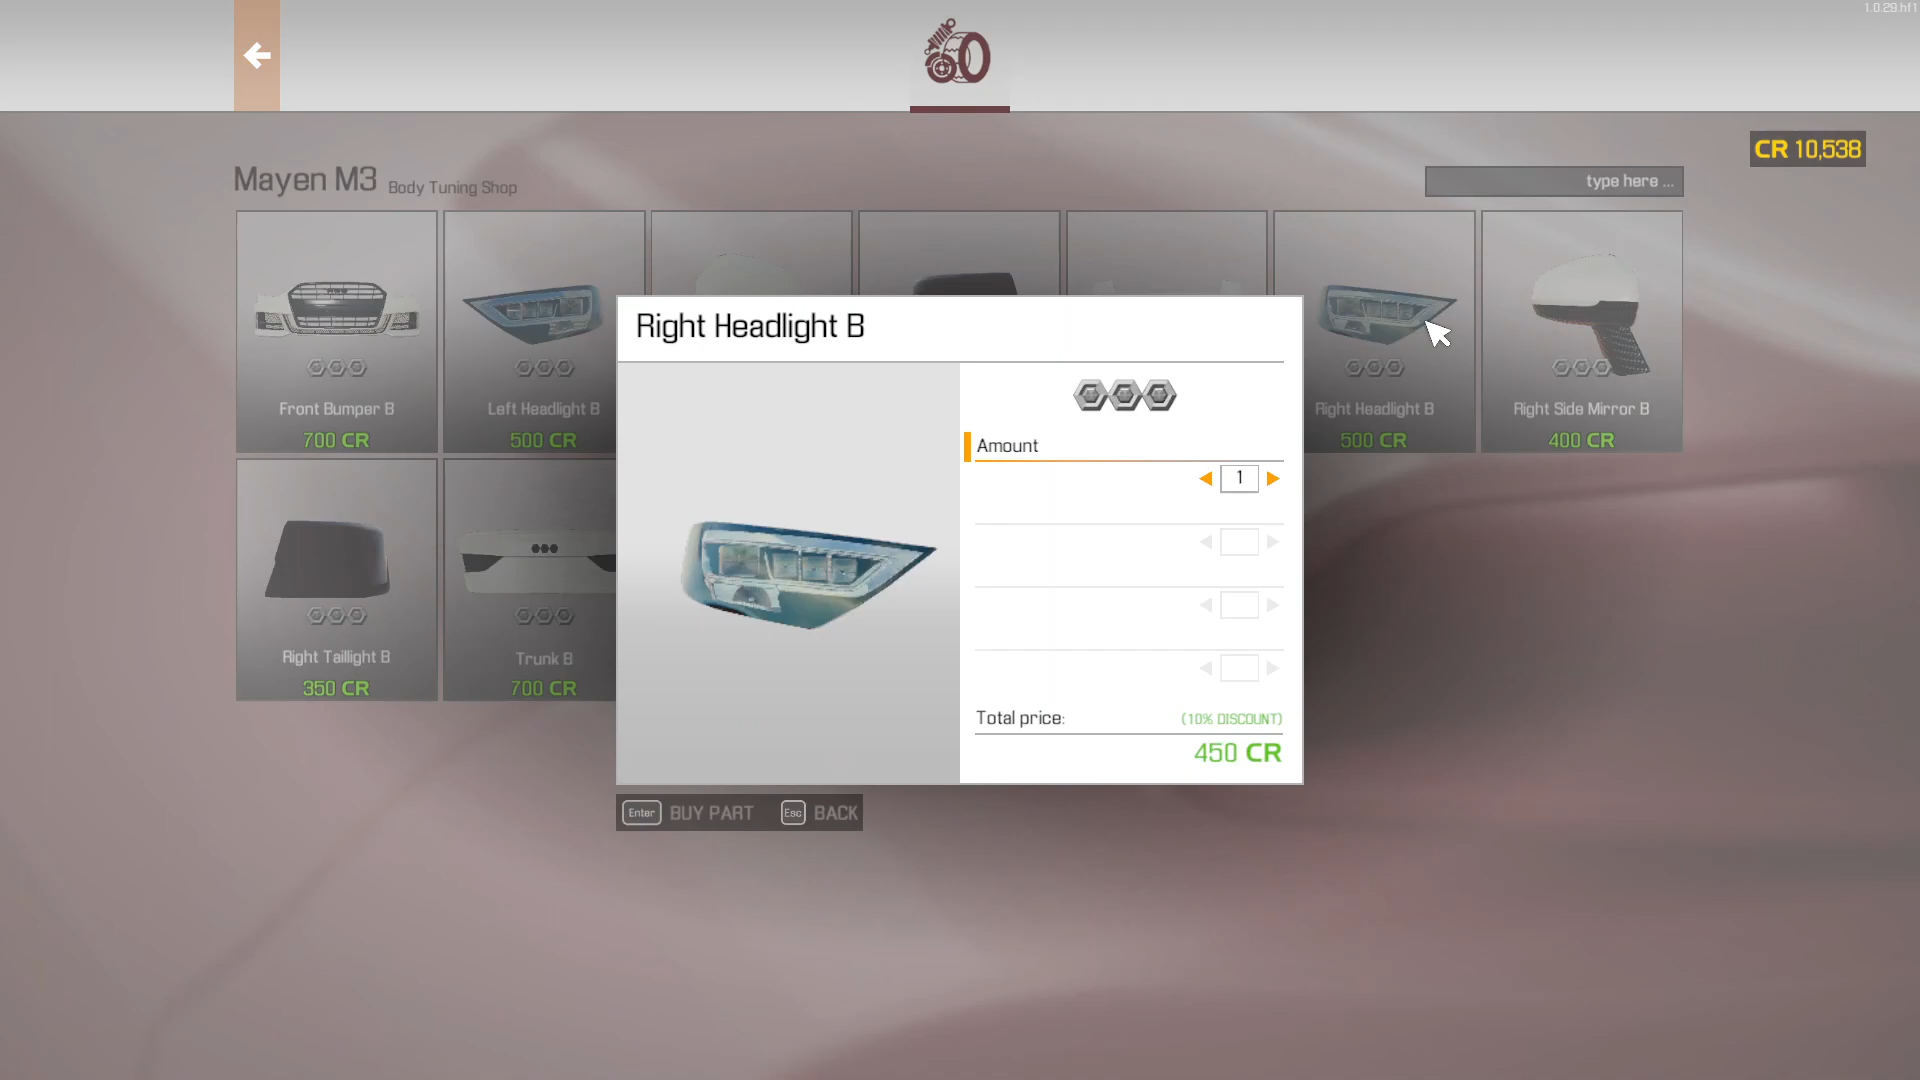 1.0.29.hf1
CR 10,538
Mayen M3 Body Tuning Shop
type here ...
Front Bumper B
700 CR
Left Headlight B
500 CR
Right Headlight B
500 CR
Right Side Mirror B
400 CR
Right Taillight B
350 CR
Trunk B
700 CR
Right Headlight B
Amount
1
Total price:
(10% DISCOUNT)
450 CR
Enter BUY PART Esc BACK